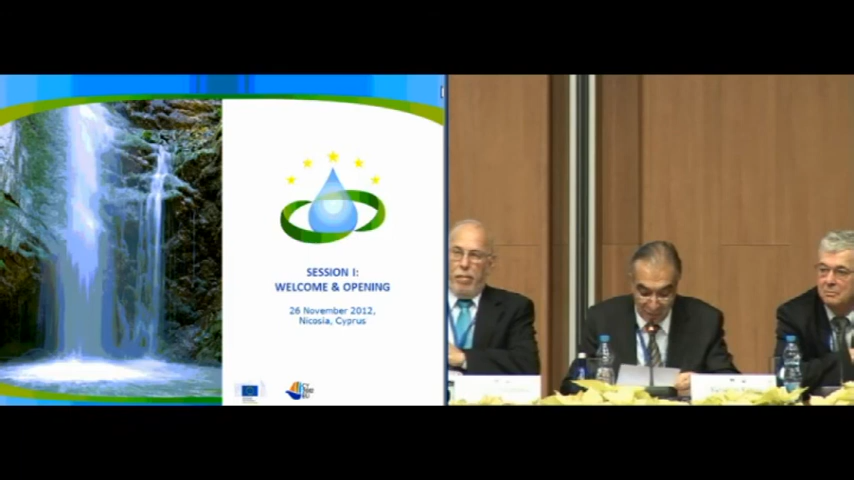 SESSION I:
WELCOME & OPENING
26 November 2012,
Nicosia, Cyprus